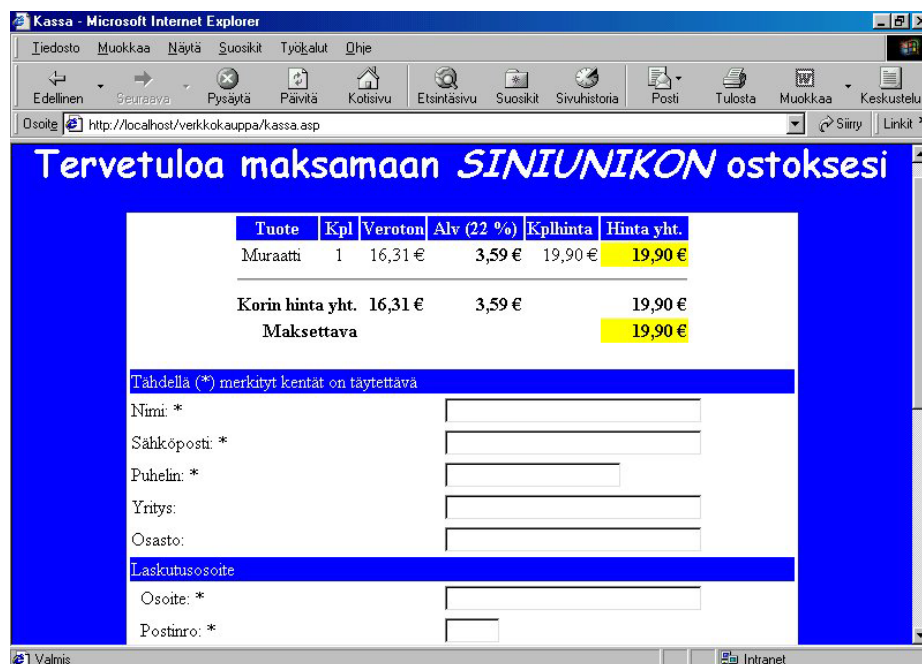 Kassa - Microsoft Internet Explorer
Tiedosto Muokkaa Näytä Suosikit Työkalut Ohje
Edellinen Seuraava Pysäytä Päivitä Kotisivu Etsintäsivu Suosikit Sivuhistoria Posti Tulosta Muokkaa Keskustelu
Osoite http://localhost/verkkokauppa/kassa.asp Siirry Linkit
Tervetuloa maksamaan SINIUNIKON ostoksesi
Tuote Kpl Veroton Alv (22 %) Kplhinta Hinta yht.
Muraatti 1 16,31 € 3,59 € 19,90 € 19,90 €
Korin hinta yht. 16,31 € 3,59 € 19,90 €
Maksettava 19,90 €
Tähdellä (*) merkityt kentät on täytettävä
Nimi: *
Sähköposti: *
Puhelin: *
Yritys:
Osasto:
Laskutusosoite
Osoite: *
Postinro: *
Valmis Intranet